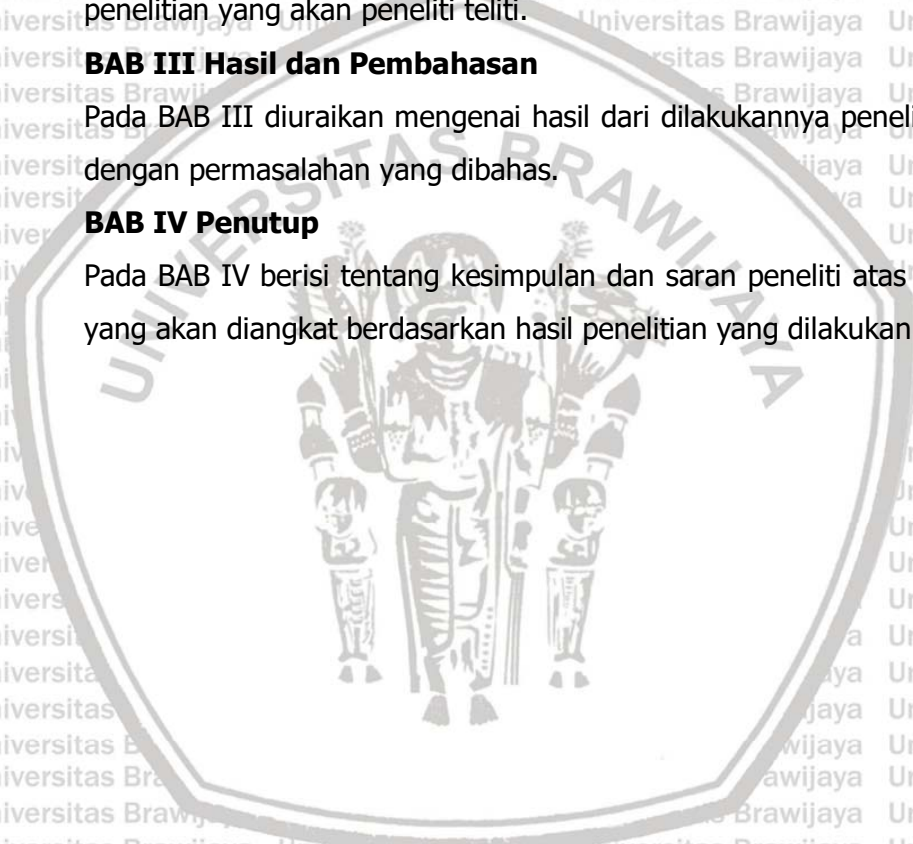 penelitian yang akan peneliti teliti.
BAB III Hasil dan Pembahasan
Pada BAB III diuraikan mengenai hasil dari dilakukannya
dengan permasalahan yang dibahas.
BAB IV Penutup
Pada BAB IV berisi tentang kesimpulan dan saran peneliti atas
yang akan diangkat berdasarkan hasil penelitian yang dilakukan
UNIVERSITAS BRAWIJAYA